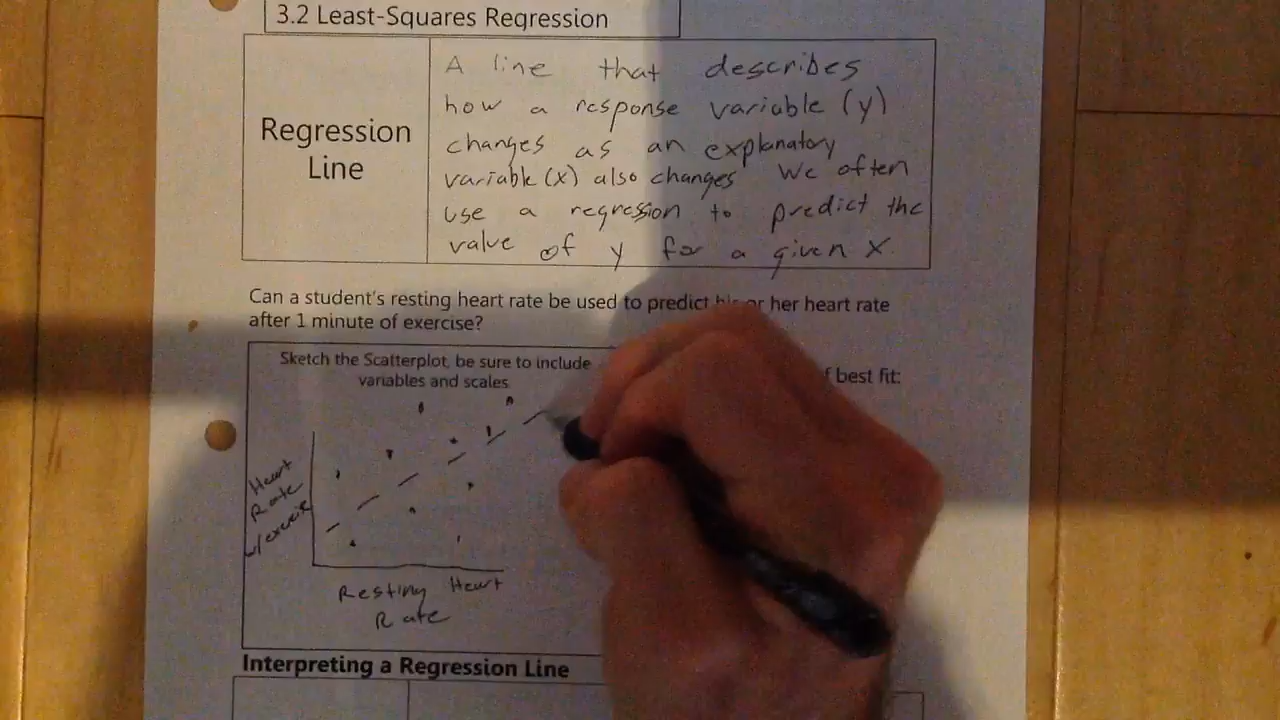 3.2 Least-Squares Regression
Regression
Line
A line that describes
how a response variable (y)
changes as an explanatory
variable (x) also changes We often
use a regression to predict the
value of y for a given x.
Can a student's resting heart rate be used to predict his or her heart rate
after 1 minute of exercise?
Sketch the Scatterplot, be sure to include
variables and scales
best fit:
Heart
Rate
w/exercise
Resting Heart
Rate
Interpreting a Regression Line